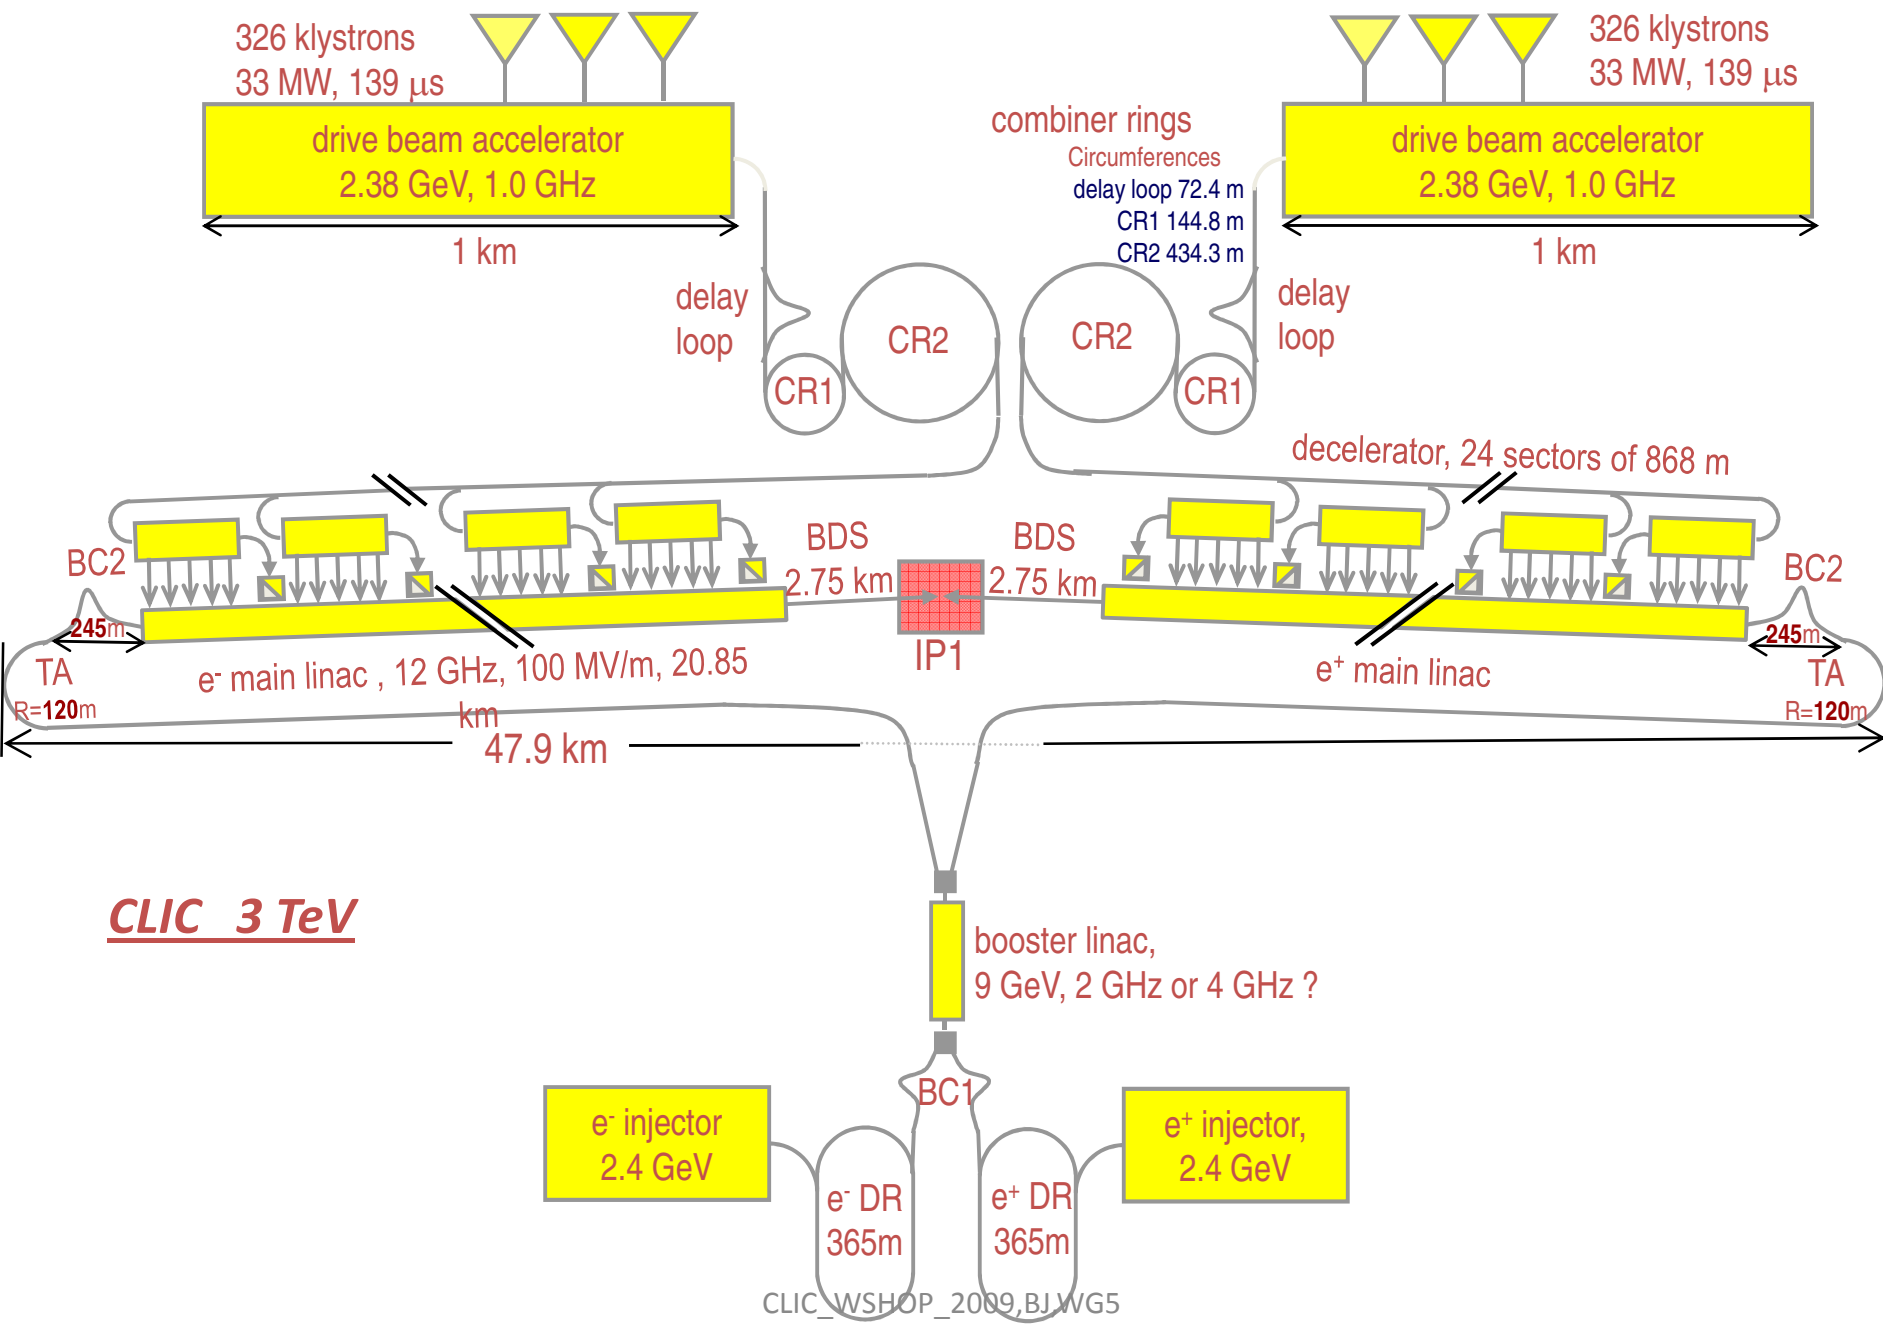 326 klystrons
33 MW, 139 μs
326 klystrons
33 MW, 139 μs
drive beam accelerator
2.38 GeV, 1.0 GHz
combiner rings
Circumferences
delay loop 72.4 m
CR1 144.8 m
CR2 434.3 m
drive beam accelerator
2.38 GeV, 1.0 GHz
1 km
1 km
delay
loop
CR2
CR1
CR2
CR1
delay
loop
decelerator, 24 sectors of 868 m
BC2
BDS
2.75 km
BDS
2.75 km
BC2
245m
IP1
245m
TA
R=120m
e- main linac , 12 GHz, 100 MV/m, 20.85
km
e+ main linac
TA
R=120m
47.9 km
CLIC 3 TeV
booster linac,
9 GeV, 2 GHz or 4 GHz ?
BC1
e- injector
2.4 GeV
e+ injector,
2.4 GeV
e- DR
365m
e+ DR
365m
CLIC_WSHOP_2009,BJ,WG5